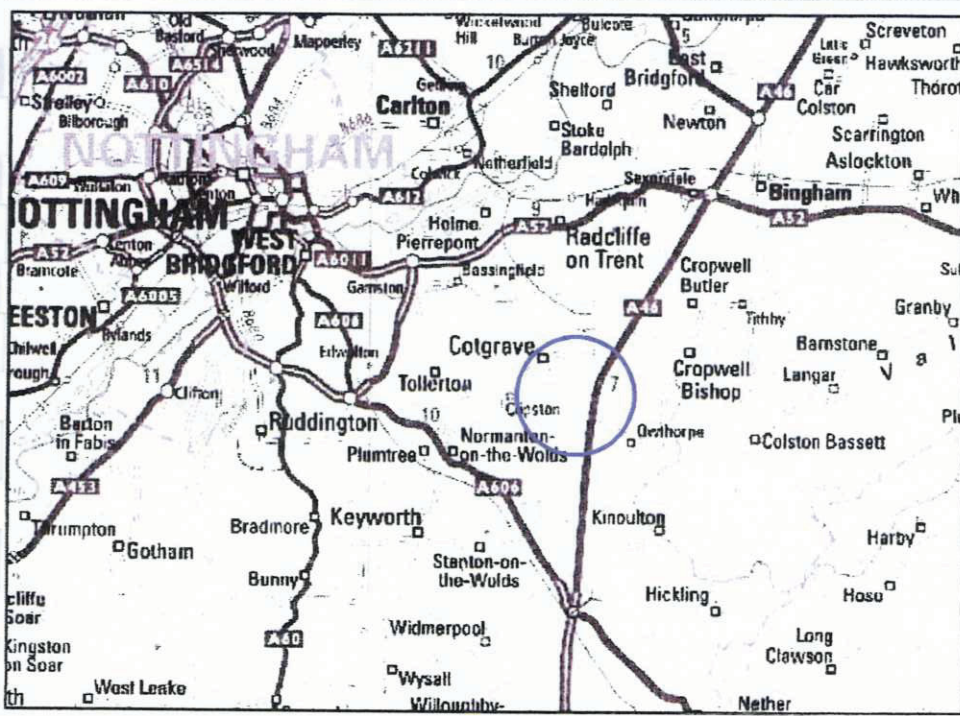 Old
Basford
Sherwood
Mapperley
A6211
Hill
Burton Joyce
Bulcote
10
5
East
Bridgford
Screveton
Hawksworth
Car
Colston
A6002
A610
A6514
Strelley
Bilborough
Carlton
Shelford
Stoke
Bardolph
Newton
A46
Scarrington
Aslockton
NOTTINGHAM
Netherfield
Colwick
Saxondale
Bingham
A609
A612
Holme
Pierrepont
9
A52
Radcliffe
on Trent
A52
WEST
BRIDGFORD
A52
Bramcote
A6011
Gamston
Bassingfield
Wilford
A6005
EESTON
Rylands
Chilwell
A606
Edwalton
Cropwell
Butler
A46
Tithby
Granby
Cotgrave
7
Barnstone
V a l
Langar
11
Clifton
Tollerton
Clipston
Cropwell
Bishop
Barton
in Fabis
Ruddington
10
Owthorpe
Colston Bassett
Plumtree
Normanton-
on-the-Wolds
A453
A606
Thrumpton
Gotham
Bradmore
Keyworth
Kinoulton
Harby
Bunny
Stanton-on-
the-Wolds
Hickling
Hose
Kingston
on Soar
A60
Widmerpool
Long
Clawson
West Leake
Wysall
Willoughby-
Nether